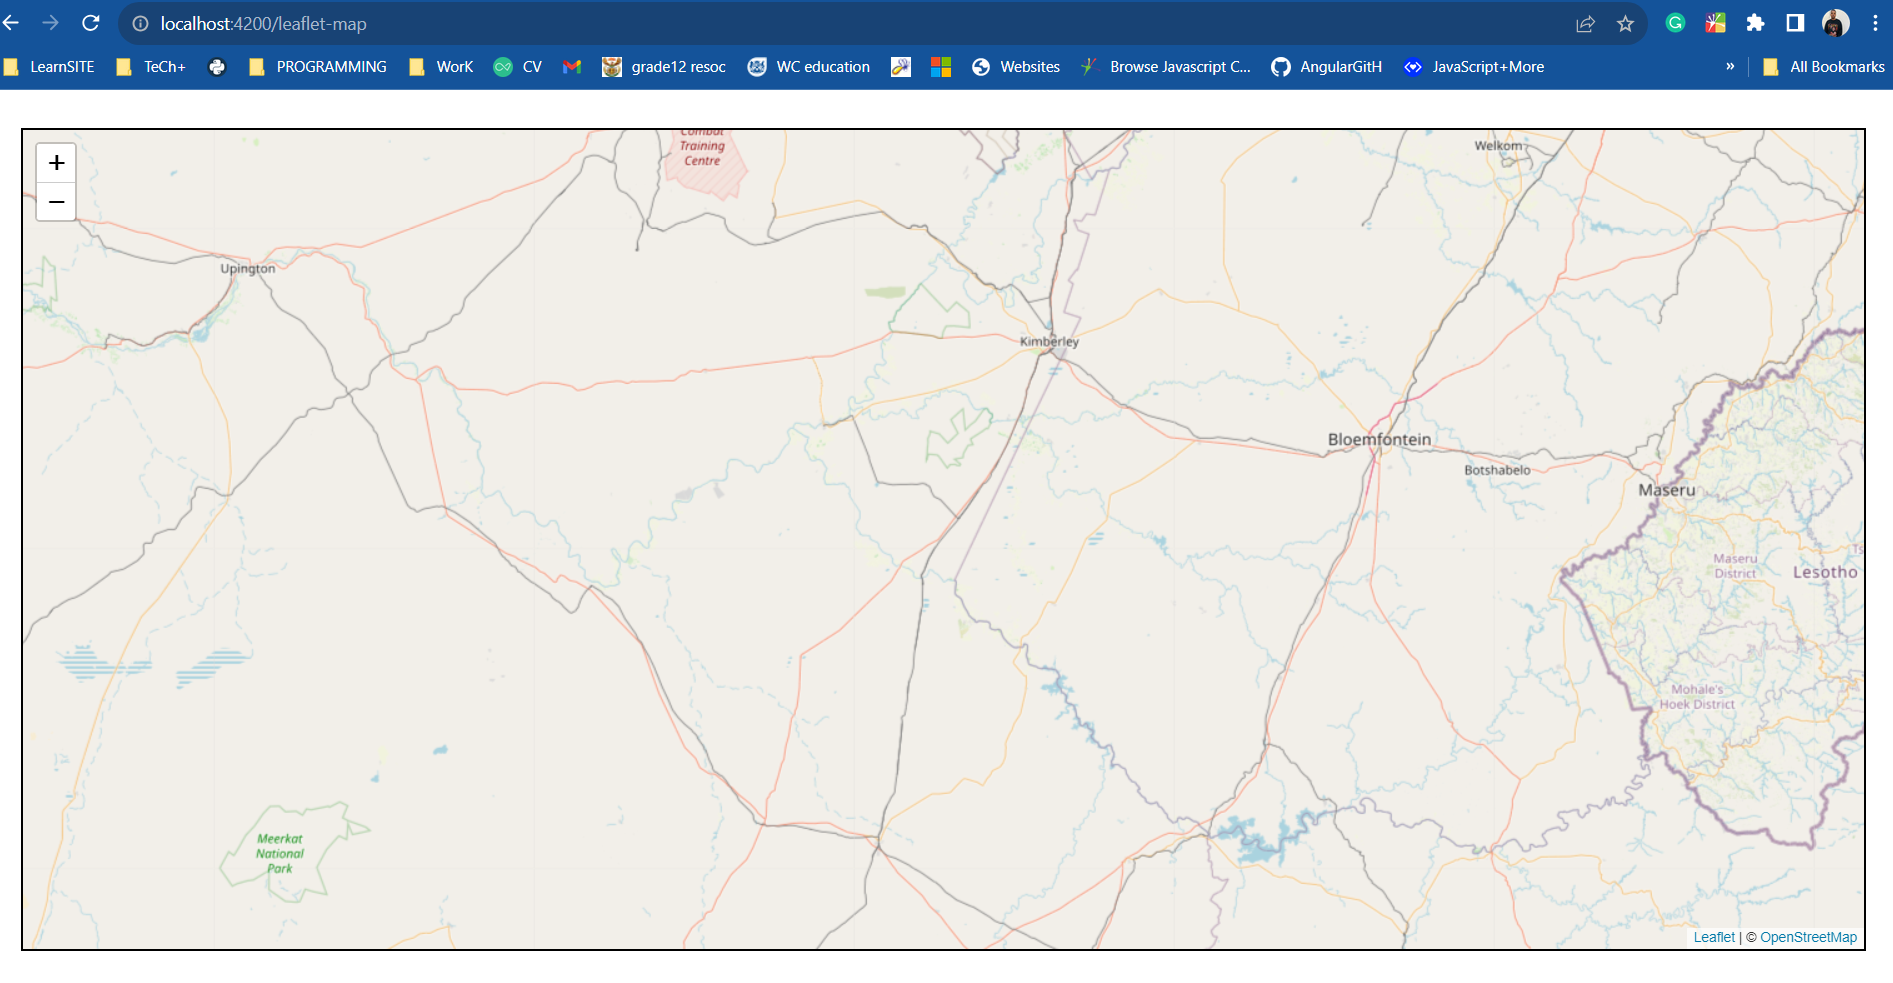 localhost:4200/leaflet-map
LearnSITE TeCh+ PROGRAMMING WorK CV grade12 resoc WC education Websites Browse Javascript C... AngularGitH JavaScript+More » All Bookmarks
+
−
Combat
Training
Centre
Welkom
Upington
Kimberley
Bloemfontein
Botshabelo
Maseru
Maseru
District
Lesotho
Mohale's
Hoek District
Meerkat
National
Park
Leaflet | © OpenStreetMap